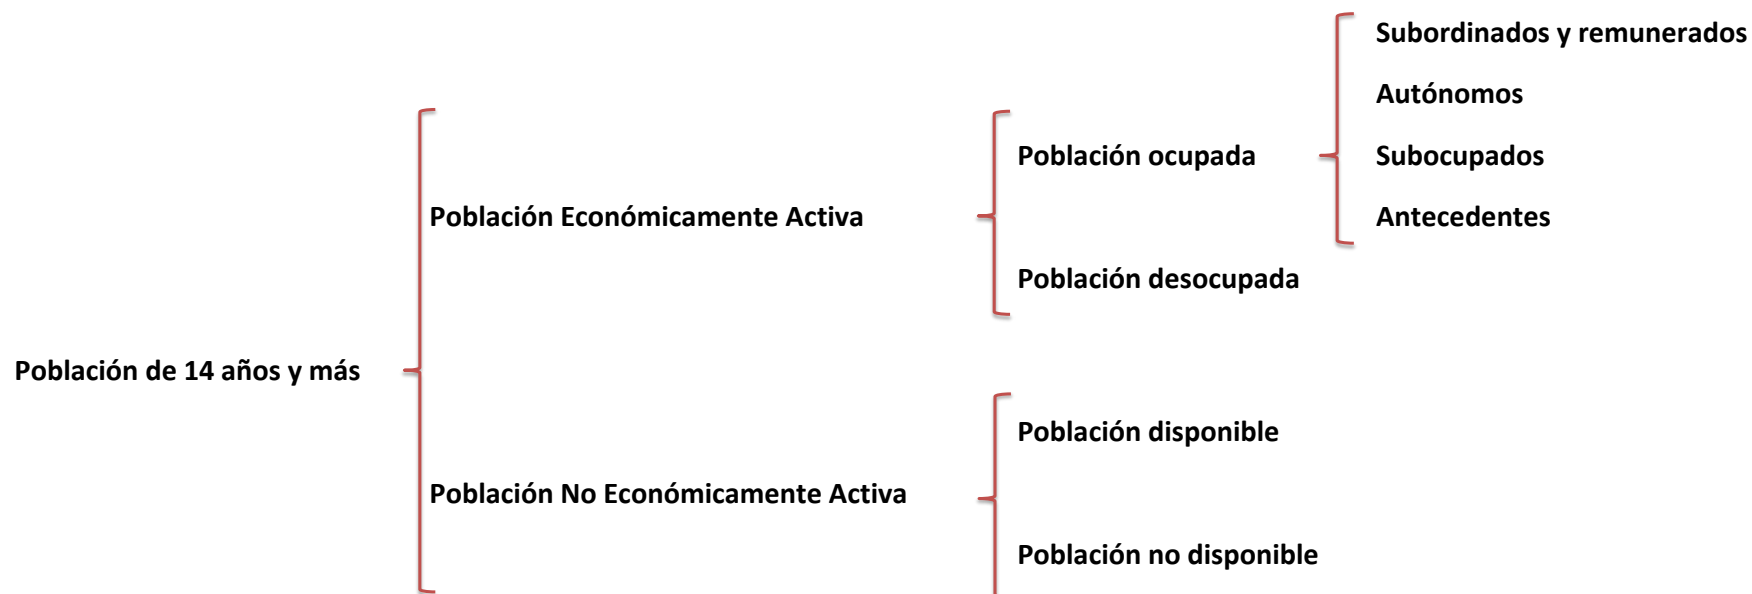 Subordinados y remunerados
Autónomos
Población ocupada
Subocupados
Población Económicamente Activa
Antecedentes
Población desocupada
Población de 14 años y más
Población disponible
Población No Económicamente Activa
Población no disponible